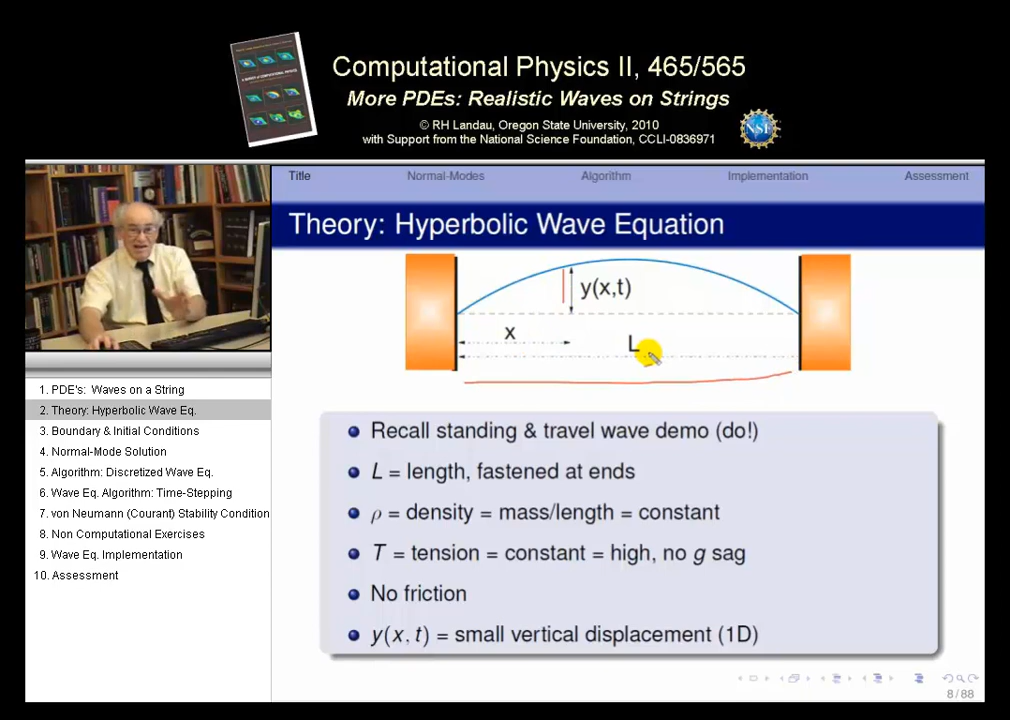 Computational Physics II, 465/565
More PDEs: Realistic Waves on Strings
© RH Landau, Oregon State University, 2010
with Support from the National Science Foundation, CCLI-0836971
NSF
Title Normal-Modes Algorithm Implementation Assessment
Theory: Hyperbolic Wave Equation
y(x,t)
x
L
1. PDE's: Waves on a String
2. Theory: Hyperbolic Wave Eq.
3. Boundary & Initial Conditions
4. Normal-Mode Solution
5. Algorithm: Discretized Wave Eq.
6. Wave Eq. Algorithm: Time-Stepping
7. von Neumann (Courant) Stability Condition
8. Non Computational Exercises
9. Wave Eq. Implementation
10. Assessment
Recall standing & travel wave demo (do!)
L = length, fastened at ends
ρ = density = mass/length = constant
T = tension = constant = high, no g sag
No friction
y(x, t) = small vertical displacement (1D)
8/88